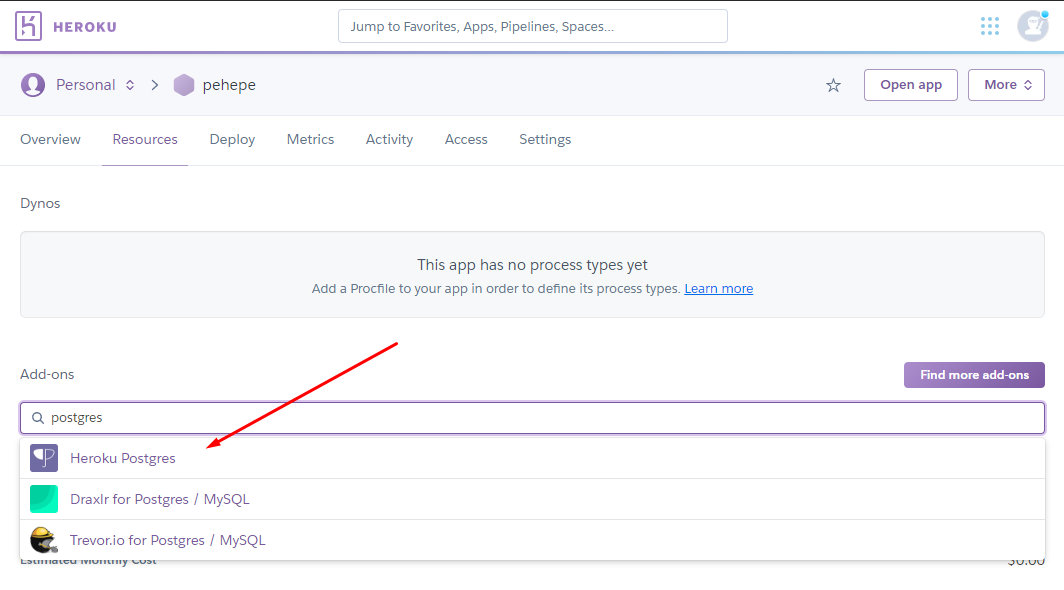 HEROKU
Jump to Favorites, Apps, Pipelines, Spaces...
Personal
pehepe
Open app
More
Overview Resources Deploy Metrics Activity Access Settings
Dynos
This app has no process types yet
Add a Procfile to your app in order to define its process types. Learn more
Add-ons
Find more add-ons
postgres
Heroku Postgres
Draxlr for Postgres / MySQL
Trevor.io for Postgres / MySQL
Estimated Monthly Cost $0.00